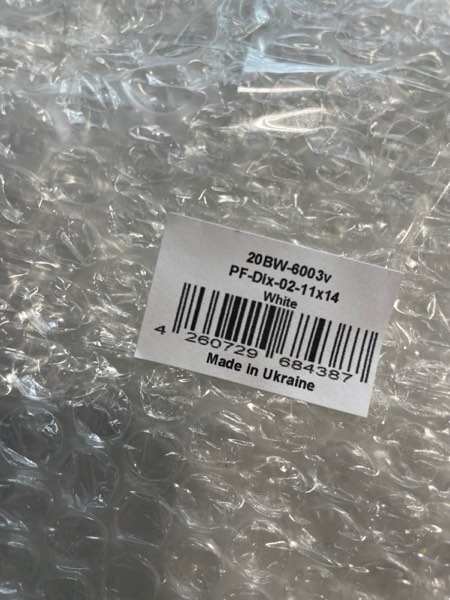 20BW-6003v
PF-Dix-02-11x14
White
4 260729 684387
Made in Ukraine